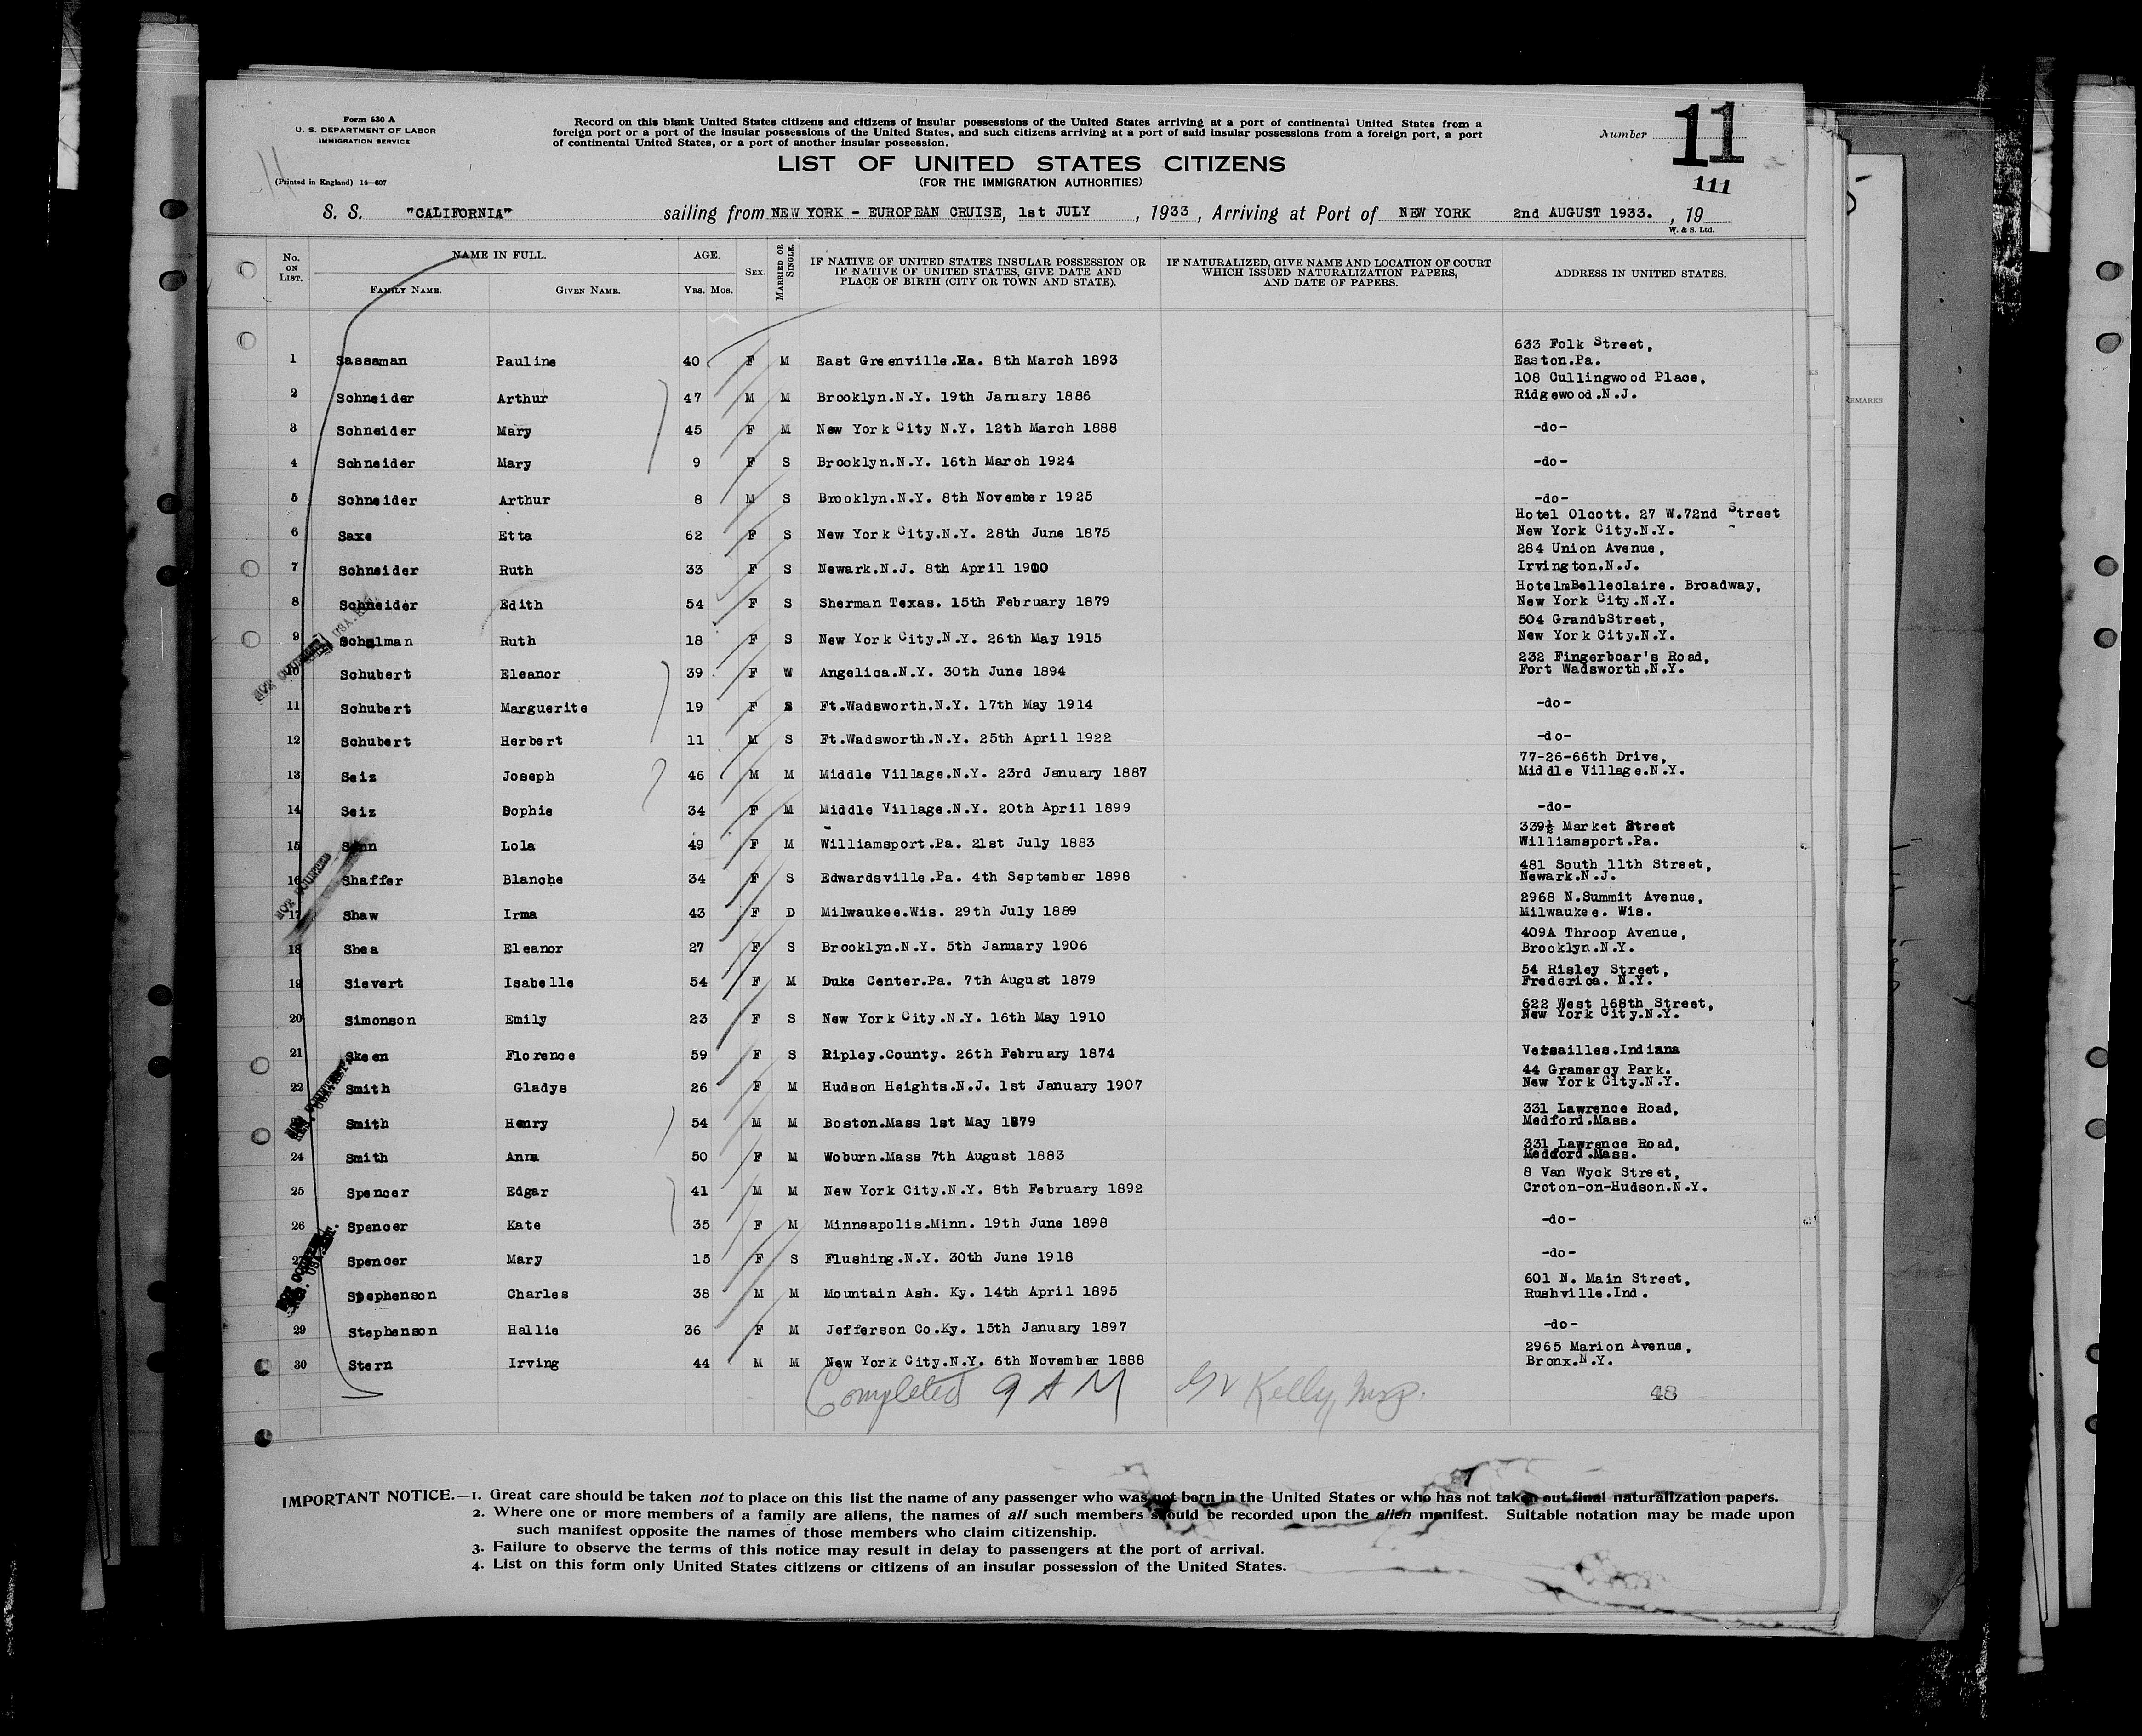 Form 630 A
U. S. DEPARTMENT OF LABOR
IMMIGRATION SERVICE
(Printed in England) 14—607
Record on this blank United States citizens and citizens of insular possessions of the United States arriving at a port of continental United States from a
foreign port or a port of the insular possessions of the United States, and such citizens arriving at a port of said insular possessions from a foreign port, a port
of continental United States, or a port of another insular possession.
Number 11
111
LIST OF UNITED STATES CITIZENS
(FOR THE IMMIGRATION AUTHORITIES)
S. S. "CALIFORNIA" sailing from NEW YORK - EUROPEAN CRUISE, 1st JULY, 1933, Arriving at Port of NEW YORK 2nd AUGUST 1933., 19
W. & S. Ltd.
No. ON LIST. NAME IN FULL. FAMILY NAME. GIVEN NAME. AGE. YRS. MOS. SEX. MARRIED OR SINGLE. IF NATIVE OF UNITED STATES INSULAR POSSESSION OR IF NATIVE OF UNITED STATES, GIVE DATE AND PLACE OF BIRTH (CITY OR TOWN AND STATE). IF NATURALIZED, GIVE NAME AND LOCATION OF COURT WHICH ISSUED NATURALIZATION PAPERS, AND DATE OF PAPERS. ADDRESS IN UNITED STATES.
1 Sassaman Pauline 40 F M East Greenville.Pa. 8th March 1893 633 Folk Street, Easton.Pa.
2 Schneider Arthur 47 M M Brooklyn.N.Y. 19th January 1886 108 Cullingwood Place, Ridgewood.N.J.
3 Schneider Mary 45 F M New York City N.Y. 12th March 1888 -do-
4 Schneider Mary 9 F S Brooklyn.N.Y. 16th March 1924 -do-
5 Schneider Arthur 8 M S Brooklyn.N.Y. 8th November 1925 -do-
6 Saxe Etta 62 F S New York City.N.Y. 28th June 1875 Hotel Olcott. 27 W.72nd Street New York City.N.Y.
7 Schneider Ruth 33 F S Newark.N.J. 8th April 1900 284 Union Avenue, Irvington.N.J.
8 Schneider Edith 54 F S Sherman Texas. 15th February 1879 HotelmBelleclaire. Broadway, New York City.N.Y.
9 Schulman Ruth 18 F S New York City.N.Y. 26th May 1915 504 GrandbStreet, New York City.N.Y.
10 Schubert Eleanor 39 F W Angelica.N.Y. 30th June 1894 232 Fingerboar's Road, Fort Wadsworth.N.Y.
11 Schubert Marguerite 19 F S Ft.Wadsworth.N.Y. 17th May 1914 -do-
12 Schubert Herbert 11 M S Ft.Wadsworth.N.Y. 25th April 1922 -do-
13 Seiz Joseph 46 M M Middle Village.N.Y. 23rd January 1887 77-26-66th Drive, Middle Village.N.Y.
14 Seiz Sophie 34 F M Middle Village.N.Y. 20th April 1899 -do-
15 Senn Lola 49 F M Williamsport.Pa. 21st July 1883 339½ Market Street Williamsport.Pa.
16 Shaffer Blanche 34 F S Edwardsville.Pa. 4th September 1898 481 South 11th Street, Newark.N.J.
17 Shaw Irma 43 F D Milwaukee.Wis. 29th July 1889 2968 N.Summit Avenue, Milwaukee. Wis.
18 Shea Eleanor 27 F S Brooklyn.N.Y. 5th January 1906 409A Throop Avenue, Brooklyn.N.Y.
19 Sievert Isabelle 54 F M Duke Center.Pa. 7th August 1879 54 Risley Street, Frederica. N.Y.
20 Simonson Emily 23 F S New York City.N.Y. 16th May 1910 622 West 168th Street, New York City.N.Y.
21 Skeen Florence 59 F S Ripley.County. 26th February 1874 Versailles.Indiana
22 Smith Gladys 26 F M Hudson Heights.N.J. 1st January 1907 44 Gramercy Park. New York City.N.Y.
Smith Henry 54 M M Boston.Mass 1st May 1879 331 Lawrence Road, Medford.Mass.
24 Smith Anna 50 F M Woburn.Mass 7th August 1883 331 Lawrence Road, Medford.Mass.
25 Spencer Edgar 41 M M New York City.N.Y. 8th February 1892 8 Van Wyck Street, Croton-on-Hudson.N.Y.
26 Spencer Kate 35 F M Minneapolis.Minn. 19th June 1898 -do-
27 Spencer Mary 15 F S Flushing.N.Y. 30th June 1918 -do-
Stephenson Charles 38 M M Mountain Ash. Ky. 14th April 1895 601 N. Main Street, Rushville.Ind.
29 Stephenson Hallie 36 F M Jefferson Co.Ky. 15th January 1897 -do-
30 Stern Irving 44 M M New York City.N.Y. 6th November 1888 2965 Marion Avenue, Bronx.N.Y.
Completed 9 AM Kelly, Insp. 48
IMPORTANT NOTICE.—1. Great care should be taken not to place on this list the name of any passenger who was not born in the United States or who has not taken out final naturalization papers.
2. Where one or more members of a family are aliens, the names of all such members should be recorded upon the alien manifest. Suitable notation may be made upon
such manifest opposite the names of those members who claim citizenship.
3. Failure to observe the terms of this notice may result in delay to passengers at the port of arrival.
4. List on this form only United States citizens or citizens of an insular possession of the United States.
REMARKS